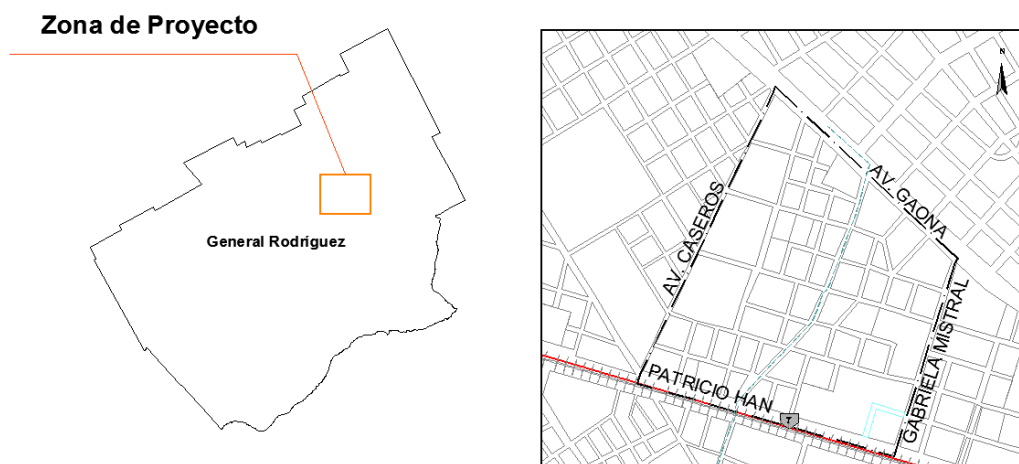 Zona de Proyecto
General Rodríguez
N
AV. CASEROS
AV. GAONA
GABRIELA MISTRAL
PATRICIO HAN
T